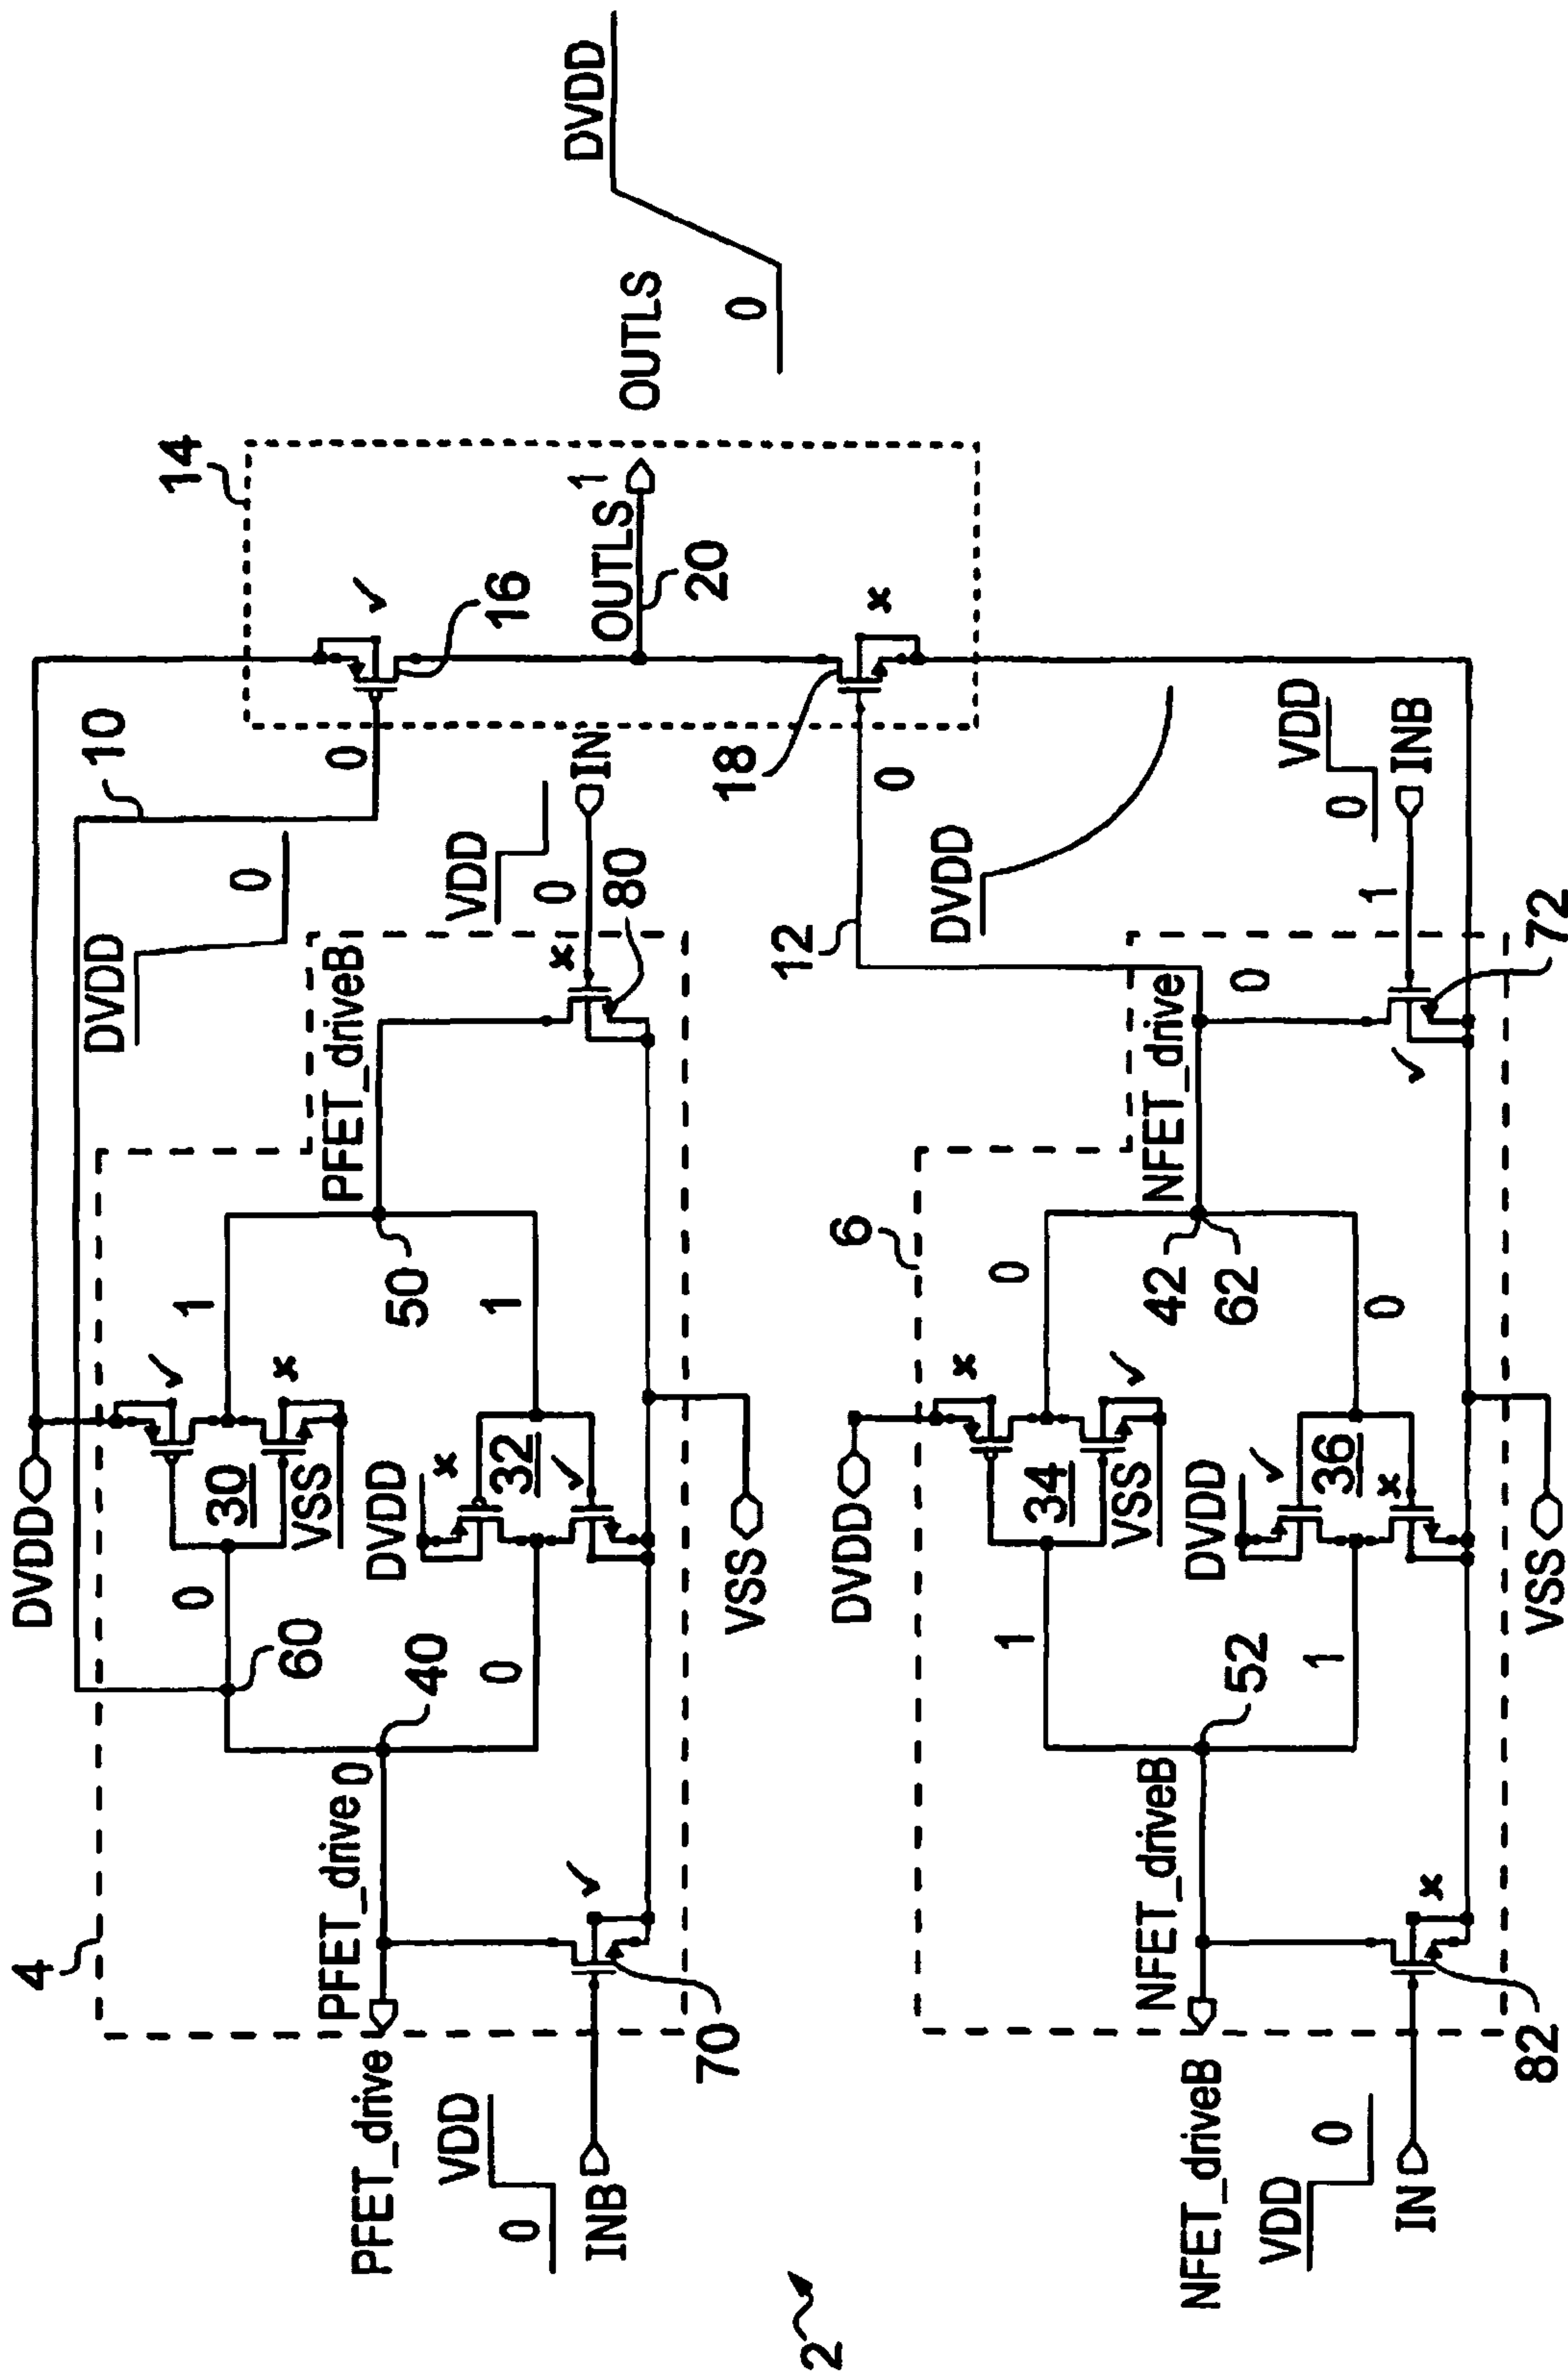 DVDD
10
DVDD
0
14
4
30
VSS
1
50
1
PFET_driveB
0
60
40
0
DVDD
32
0
16
PFET_drive
PFET_drive 0
OUTLS 1
20
OUTLS
0
DVDD
VDD
0
IN
80
0
VDD
INB
70
VSS
2
18
0
12
DVDD
6
DVDD
34
VSS
0
42
62
NFET_drive
0
1
DVDD
36
0
52
1
NFET_driveB
NFET_driveB
VDD
0
IN
82
VSS
0
VDD
1
INB
72